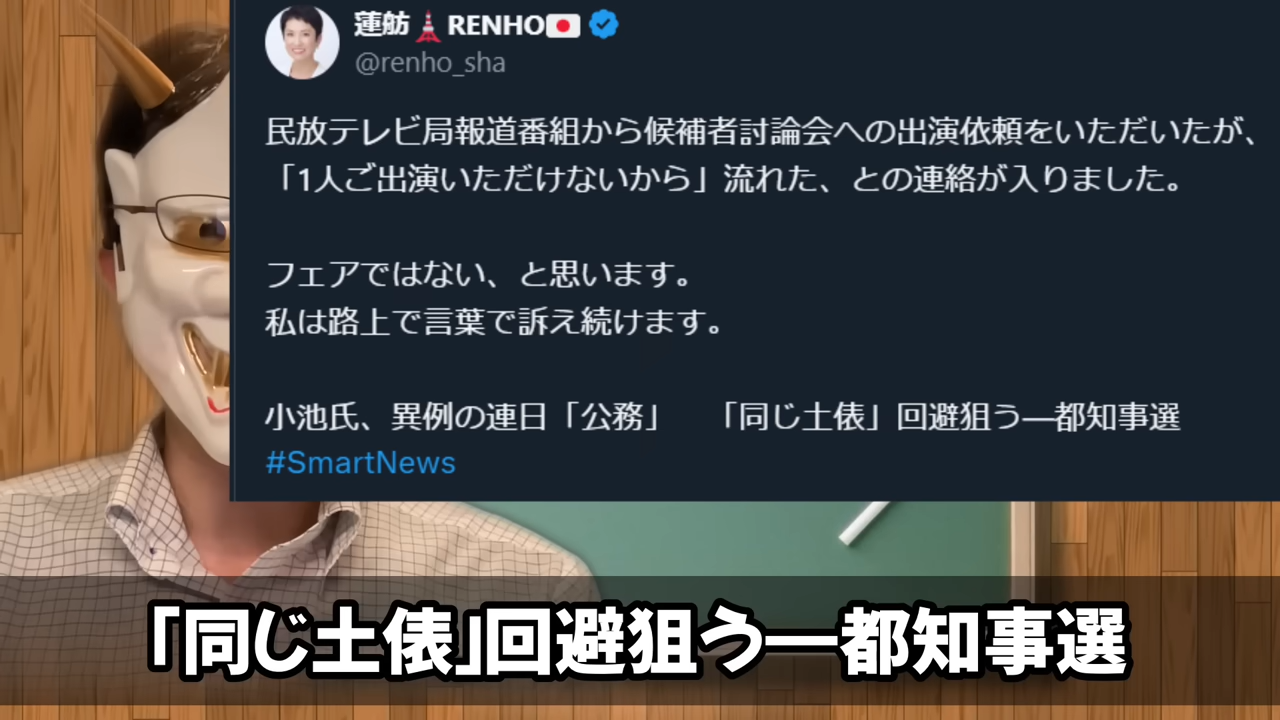 蓮舫🗼RENHO🇯🇵
@renho_sha
民放テレビ局報道番組から候補者討論会への出演依頼をいただいたが、
「1人ご出演いただけないから」流れた、との連絡が入りました。
フェアではない、と思います。
私は路上で言葉で訴え続けます。
小池氏、異例の連日「公務」　「同じ土俵」回避狙う―都知事選
#SmartNews
「同じ土俵」回避狙う―都知事選